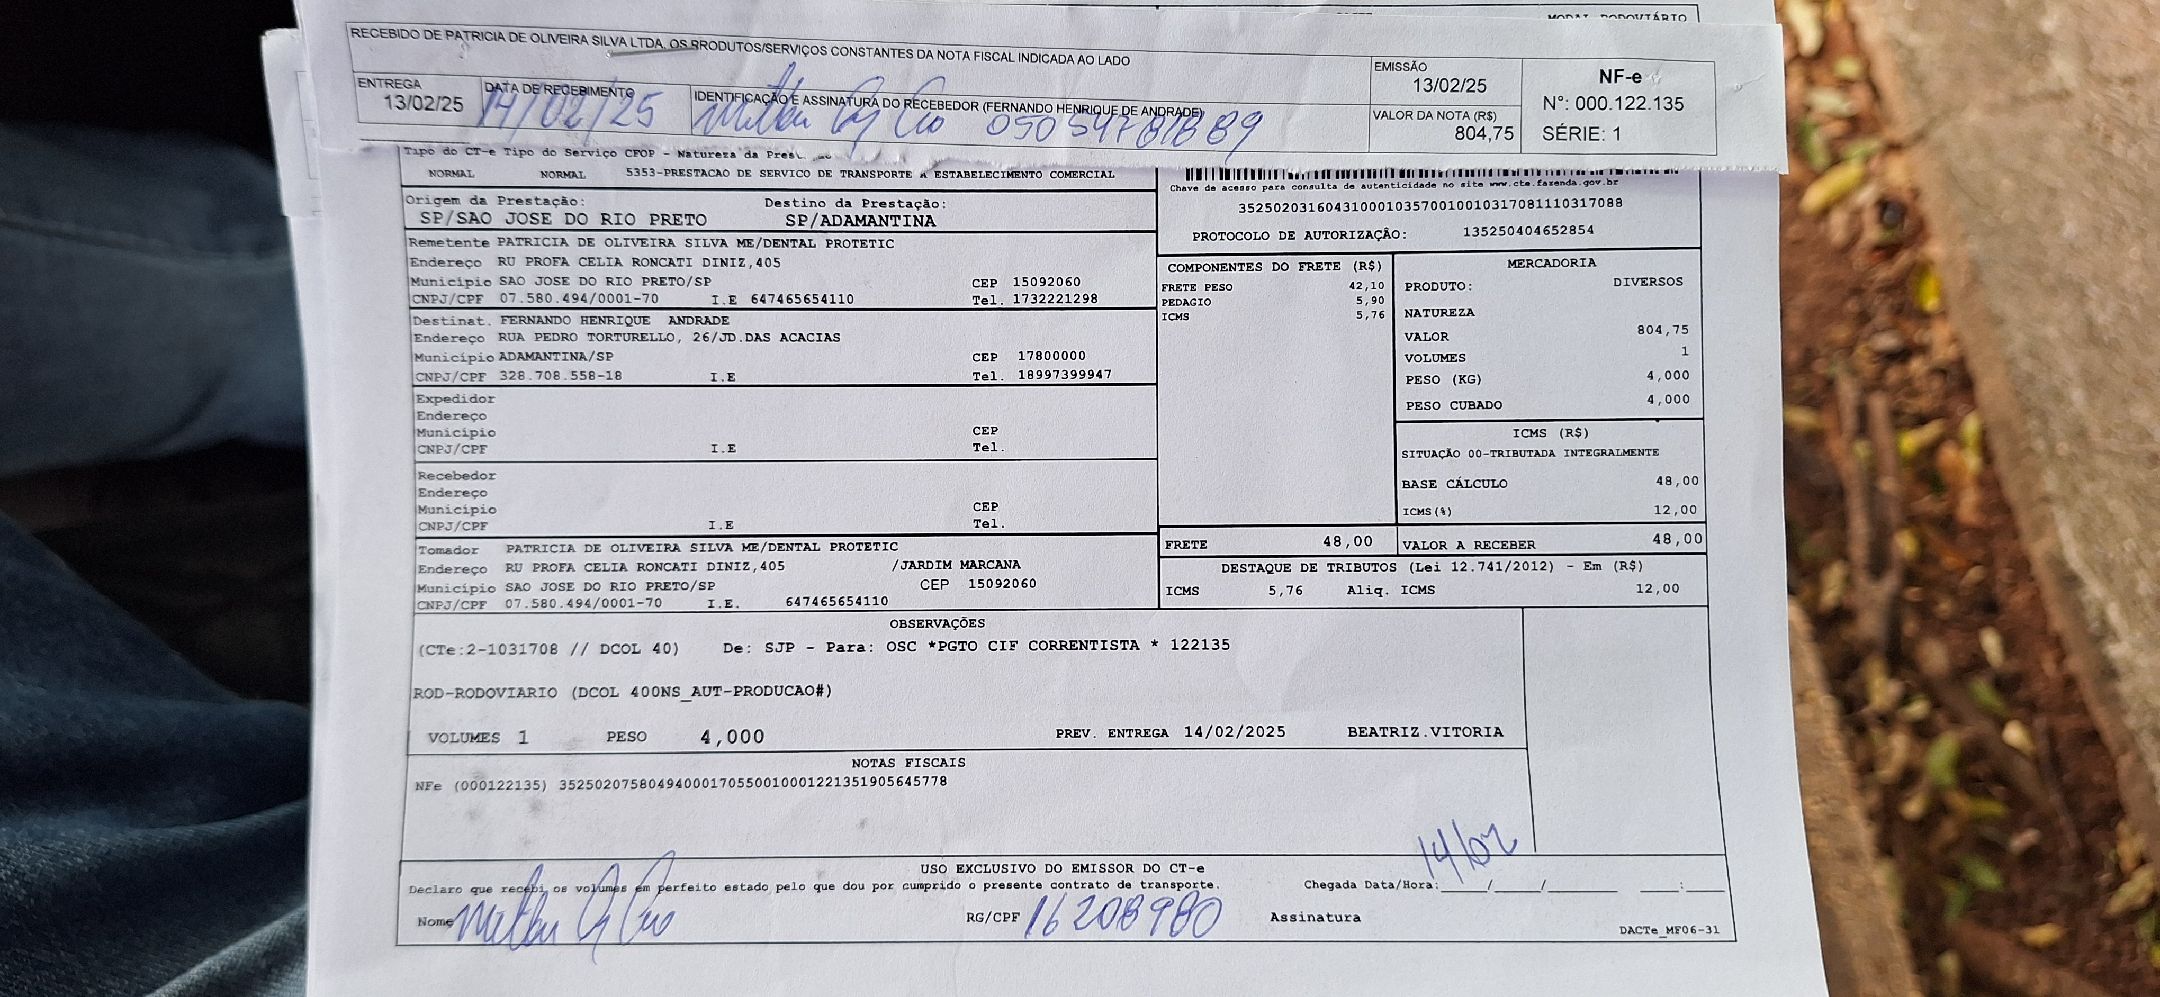 MODAL RODOVIÁRIO
RECEBIDO DE PATRICIA DE OLIVEIRA SILVA LTDA. OS PRODUTOS/SERVIÇOS CONSTANTES DA NOTA FISCAL INDICADA AO LADO
ENTREGA
13/02/25
DATA DE RECEBIMENTO
14/02/25
IDENTIFICAÇÃO E ASSINATURA DO RECEBEDOR (FERNANDO HENRIQUE DE ANDRADE)
EMISSÃO
13/02/25
VALOR DA NOTA (R$)
804,75
NF-e
N°: 000.122.135
SÉRIE: 1
Tipo do CT-e Tipo do Serviço CFOP - Natureza da
NORMAL NORMAL 5353-PRESTACAO DE SERVICO DE TRANSPORTE A ESTABELECIMENTO COMERCIAL
Chave de acesso para consulta de autenticidade no site www.cte.fazenda.gov.br
35250203160431000103570010010317081110317088
PROTOCOLO DE AUTORIZAÇÃO: 135250404652854
Origem da Prestação: Destino da Prestação:
SP/SAO JOSE DO RIO PRETO SP/ADAMANTINA
Remetente PATRICIA DE OLIVEIRA SILVA ME/DENTAL PROTETIC
Endereço RU PROFA CELIA RONCATI DINIZ,405
Município SAO JOSE DO RIO PRETO/SP CEP 15092060
CNPJ/CPF 07.580.494/0001-70 I.E 647465654110 Tel. 1732221298
Destinat. FERNANDO HENRIQUE ANDRADE
Endereço RUA PEDRO TORTURELLO, 26/JD.DAS ACACIAS
Município ADAMANTINA/SP CEP 17800000
CNPJ/CPF 328.708.558-18 I.E Tel. 18997399947
Expedidor
Endereço
Município CEP
CNPJ/CPF I.E Tel.
Recebedor
Endereço
Município CEP
CNPJ/CPF I.E Tel.
Tomador PATRICIA DE OLIVEIRA SILVA ME/DENTAL PROTETIC
Endereço RU PROFA CELIA RONCATI DINIZ,405 /JARDIM MARCANA
Município SAO JOSE DO RIO PRETO/SP CEP 15092060
CNPJ/CPF 07.580.494/0001-70 I.E. 647465654110
COMPONENTES DO FRETE (R$)
FRETE PESO 42,10
PEDAGIO 5,90
ICMS 5,76
MERCADORIA
PRODUTO: DIVERSOS
NATUREZA
VALOR 804,75
VOLUMES 1
PESO (KG) 4,000
PESO CUBADO 4,000
ICMS (R$)
SITUAÇÃO 00-TRIBUTADA INTEGRALMENTE
BASE CÁLCULO 48,00
ICMS(%) 12,00
FRETE 48,00 VALOR A RECEBER 48,00
DESTAQUE DE TRIBUTOS (Lei 12.741/2012) - Em (R$)
ICMS 5,76 Aliq. ICMS 12,00
OBSERVAÇÕES
(CTe:2-1031708 // DCOL 40) De: SJP - Para: OSC *PGTO CIF CORRENTISTA * 122135
ROD-RODOVIARIO (DCOL 400NS_AUT-PRODUCAO#)
VOLUMES 1 PESO 4,000 PREV. ENTREGA 14/02/2025 BEATRIZ.VITORIA
NOTAS FISCAIS
NFe (000122135) 35250207580494000170550010001221351905645778
USO EXCLUSIVO DO EMISSOR DO CT-e
Declaro que recebi os volumes em perfeito estado pelo que dou por cumprido o presente contrato de transporte.
14/02
Chegada Data/Hora:_____/_____/________ ____:____
Nome
RG/CPF 16208980
Assinatura
DACTe_MF06-31